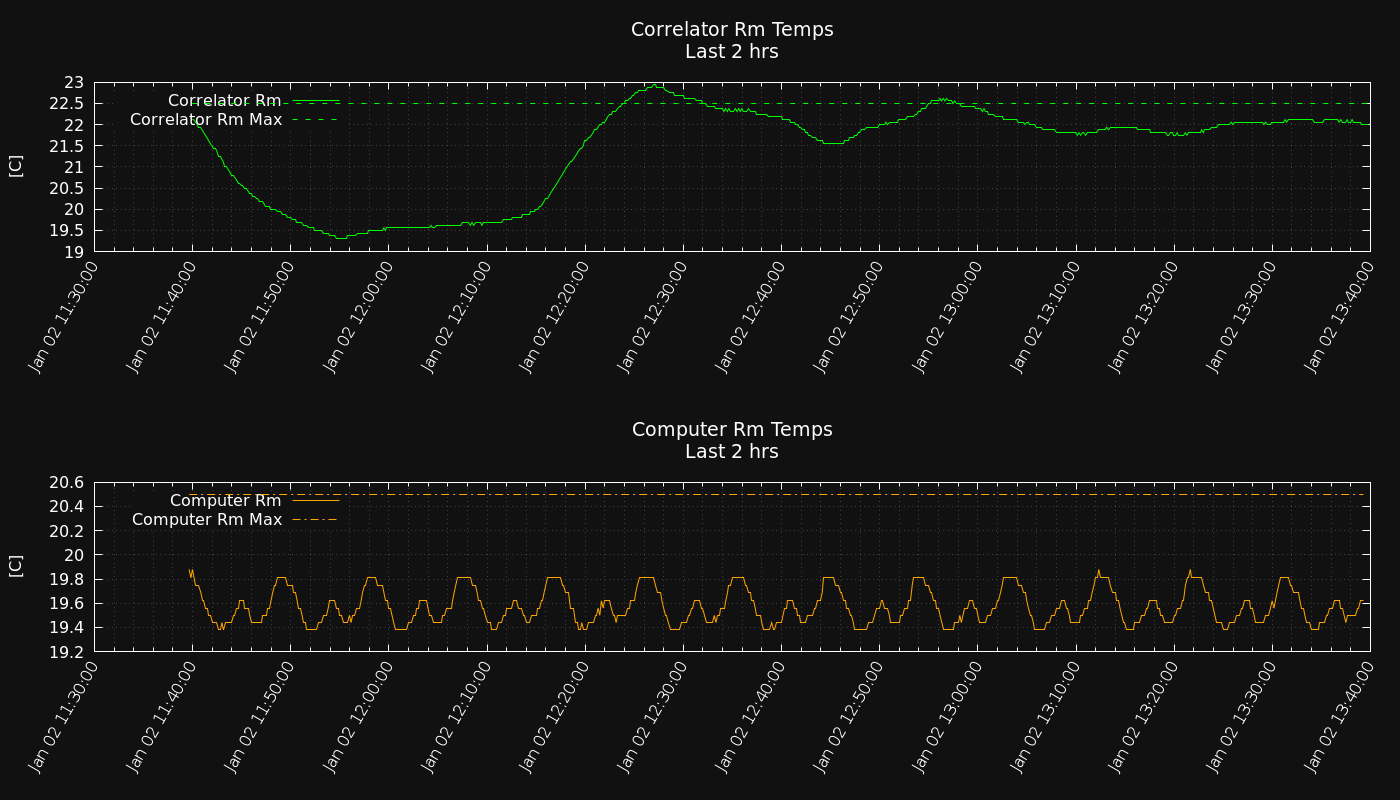 Correlator Rm Temps
Last 2 hrs
[C]
23
22.5
22
21.5
21
20.5
20
19.5
19
Correlator Rm
Correlator Rm Max
Jan 02 11:30:00
Jan 02 11:40:00
Jan 02 11:50:00
Jan 02 12:00:00
Jan 02 12:10:00
Jan 02 12:20:00
Jan 02 12:30:00
Jan 02 12:40:00
Jan 02 12:50:00
Jan 02 13:00:00
Jan 02 13:10:00
Jan 02 13:20:00
Jan 02 13:30:00
Jan 02 13:40:00
Computer Rm Temps
Last 2 hrs
[C]
20.6
20.4
20.2
20
19.8
19.6
19.4
19.2
Computer Rm
Computer Rm Max
Jan 02 11:30:00
Jan 02 11:40:00
Jan 02 11:50:00
Jan 02 12:00:00
Jan 02 12:10:00
Jan 02 12:20:00
Jan 02 12:30:00
Jan 02 12:40:00
Jan 02 12:50:00
Jan 02 13:00:00
Jan 02 13:10:00
Jan 02 13:20:00
Jan 02 13:30:00
Jan 02 13:40:00